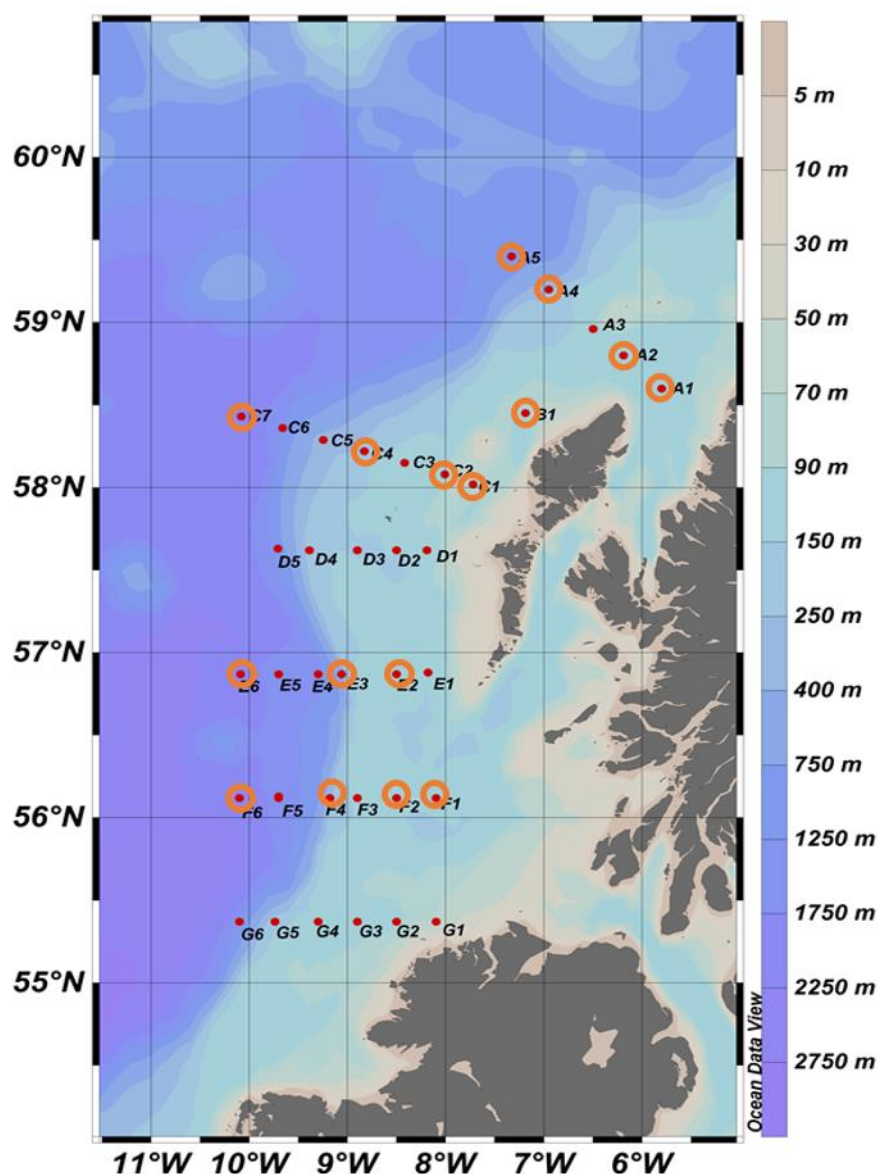 5 m
10 m
60°N
30 m
A5
50 m
A4
59°N
A3
A2
70 m
A1
C7
B1
C6
C5
C4
90 m
C3
C2
58°N
C1
150 m
D5
D4
D3
D2
D1
250 m
57°N
E6
E5
E4
E3
E2
E1
400 m
750 m
F6
F5
F4
F3
F2
F1
56°N
1250 m
1750 m
G6
G5
G4
G3
G2
G1
55°N
2250 m
2750 m
Ocean Data View
11°W
10°W
9°W
8°W
7°W
6°W